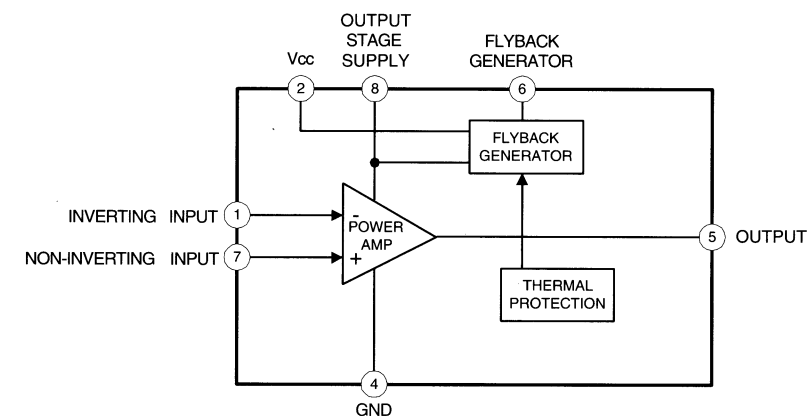 OUTPUT
STAGE
SUPPLY
FLYBACK
GENERATOR
Vcc
2
8
6
FLYBACK
GENERATOR
INVERTING INPUT
1
-
POWER
AMP
+
NON-INVERTING INPUT
7
5
OUTPUT
THERMAL
PROTECTION
4
GND